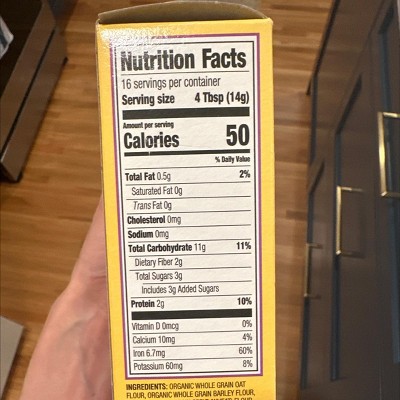 Nutrition Facts
16 servings per container
Serving size 4 Tbsp (14g)
Amount per serving
Calories 50
% Daily Value
Total Fat 0.5g 2%
Saturated Fat 0g
Trans Fat 0g
Cholesterol 0mg
Sodium 0mg
Total Carbohydrate 11g 11%
Dietary Fiber 2g
Total Sugars 3g
Includes 3g Added Sugars
Protein 2g 10%
Vitamin D 0mcg 0%
Calcium 10mg 4%
Iron 6.7mg 60%
Potassium 60mg 8%
INGREDIENTS: ORGANIC WHOLE GRAIN OAT
FLOUR, ORGANIC WHOLE GRAIN BARLEY FLOUR,